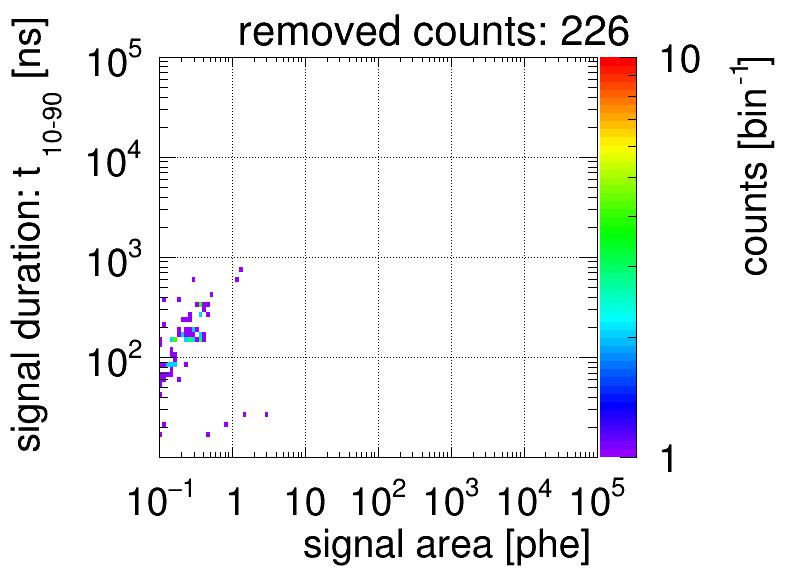 removed counts: 226
signal duration: t 10-90 [ns]
10^5
10^4
10^3
10^2
10^−1 1 10 10^2 10^3 10^4 10^5
signal area [phe]
10
1
counts [bin^-1]